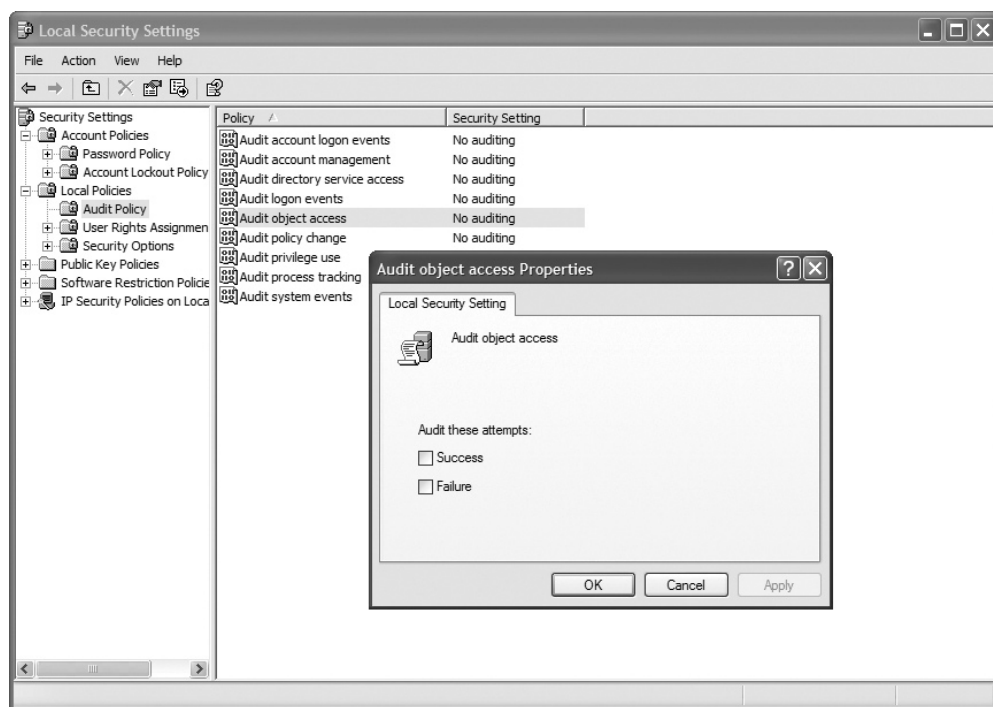 Local Security Settings
File Action View Help
Security Settings
Account Policies
Password Policy
Account Lockout Policy
Local Policies
Audit Policy
User Rights Assignmen
Security Options
Public Key Policies
Software Restriction Policie
IP Security Policies on Loca
Policy Security Setting
Audit account logon events No auditing
Audit account management No auditing
Audit directory service access No auditing
Audit logon events No auditing
Audit object access No auditing
Audit policy change No auditing
Audit privilege use
Audit process tracking
Audit system events
Audit object access Properties
Local Security Setting
Audit object access
Audit these attempts:
Success
Failure
OK Cancel Apply